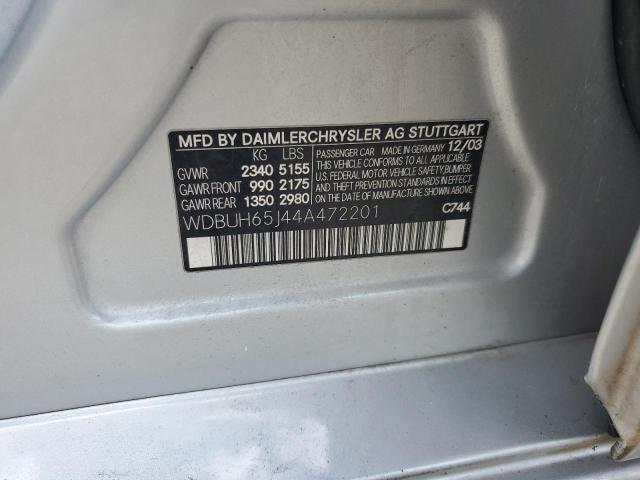 MFD BY DAIMLERCHRYSLER AG STUTTGART
KG LBS
GVWR 2340 5155
GAWR FRONT 990 2175
GAWR REAR 1350 2980
PASSENGER CAR MADE IN GERMANY 12/03
THIS VEHICLE CONFORMS TO ALL APPLICABLE
U.S. FEDERAL MOTOR VEHICLE SAFETY, BUMPER,
AND THEFT PREVENTION STANDARDS IN EFFECT
ON THE DATE OF MANUFACTURE SHOWN ABOVE.
WDBUH65J44A472201 C744